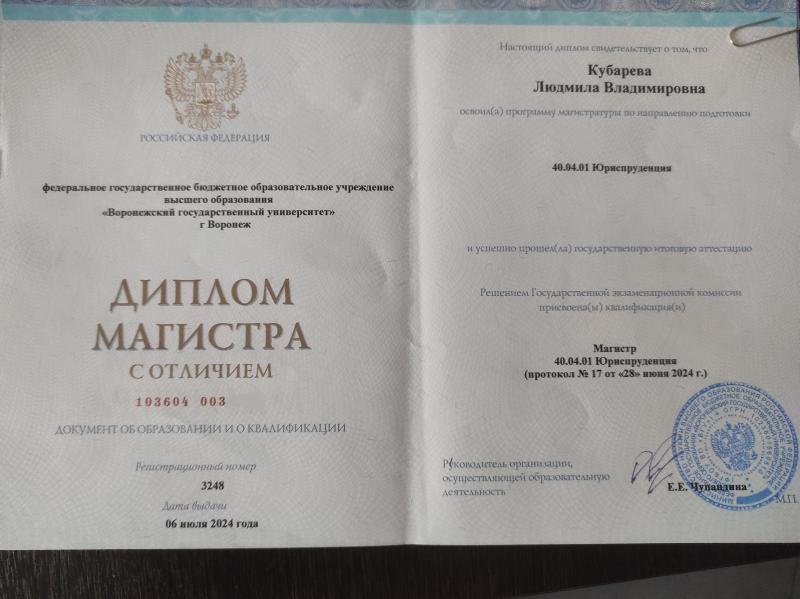 РОССИЙСКАЯ ФЕДЕРАЦИЯ
федеральное государственное бюджетное образовательное учреждение
высшего образования
«Воронежский государственный университет»
г Воронеж
ДИПЛОМ
МАГИСТРА
С ОТЛИЧИЕМ
103604 003
ДОКУМЕНТ ОБ ОБРАЗОВАНИИ И О КВАЛИФИКАЦИИ
Регистрационный номер
3248
Дата выдачи
06 июля 2024 года
Настоящий диплом свидетельствует о том, что
Кубарева
Людмила Владимировна
освоил(а) программу магистратуры по направлению подготовки
40.04.01 Юриспруденция
и успешно прошел(ла) государственную итоговую аттестацию
Решением Государственной экзаменационной комиссии
присвоена(ы) квалификация(и)
Магистр
40.04.01 Юриспруденция
(протокол № 17 от «28» июня 2024 г.)
Руководитель организации,
осуществляющей образовательную
деятельность
Е.Е. Чупандина
М.П.